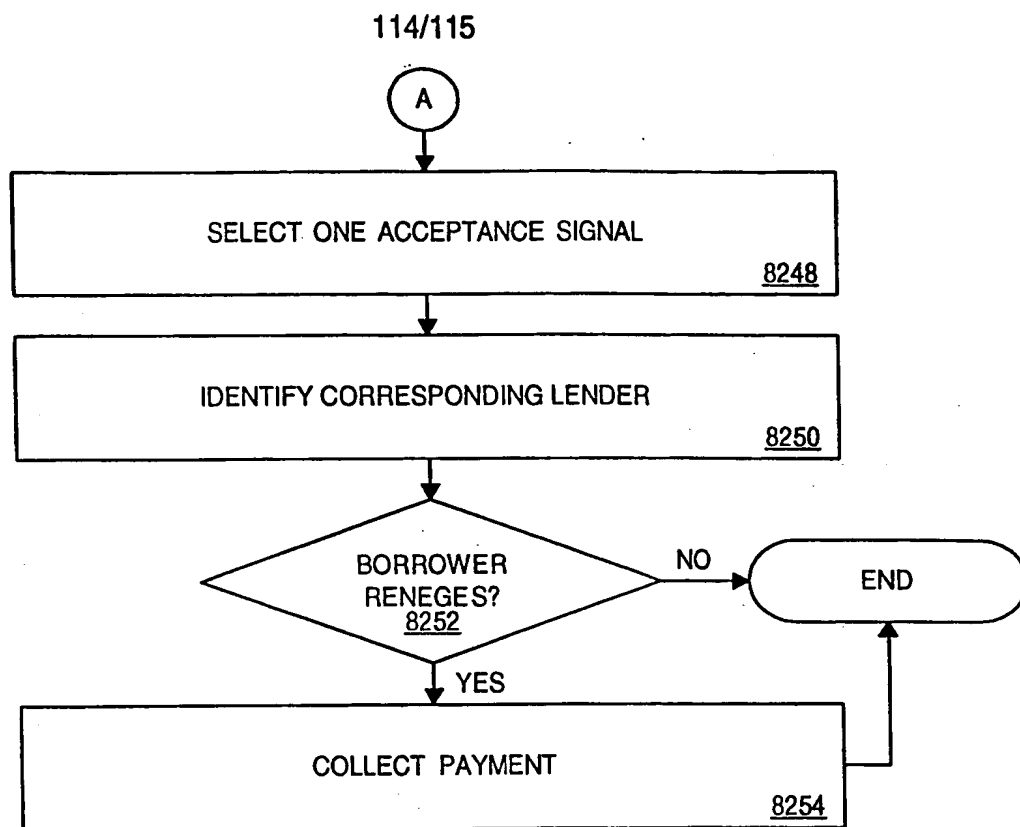 114/115
A
SELECT ONE ACCEPTANCE SIGNAL
8248
IDENTIFY CORRESPONDING LENDER
8250
BORROWER
RENEGES?
8252
NO
END
YES
COLLECT PAYMENT
8254